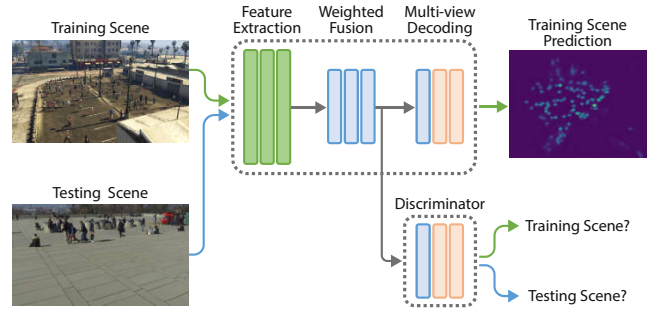 Training Scene
Feature
Extraction
Weighted
Fusion
Multi-view
Decoding
Training Scene
Prediction
Testing Scene
Discriminator
Training Scene?
Testing Scene?